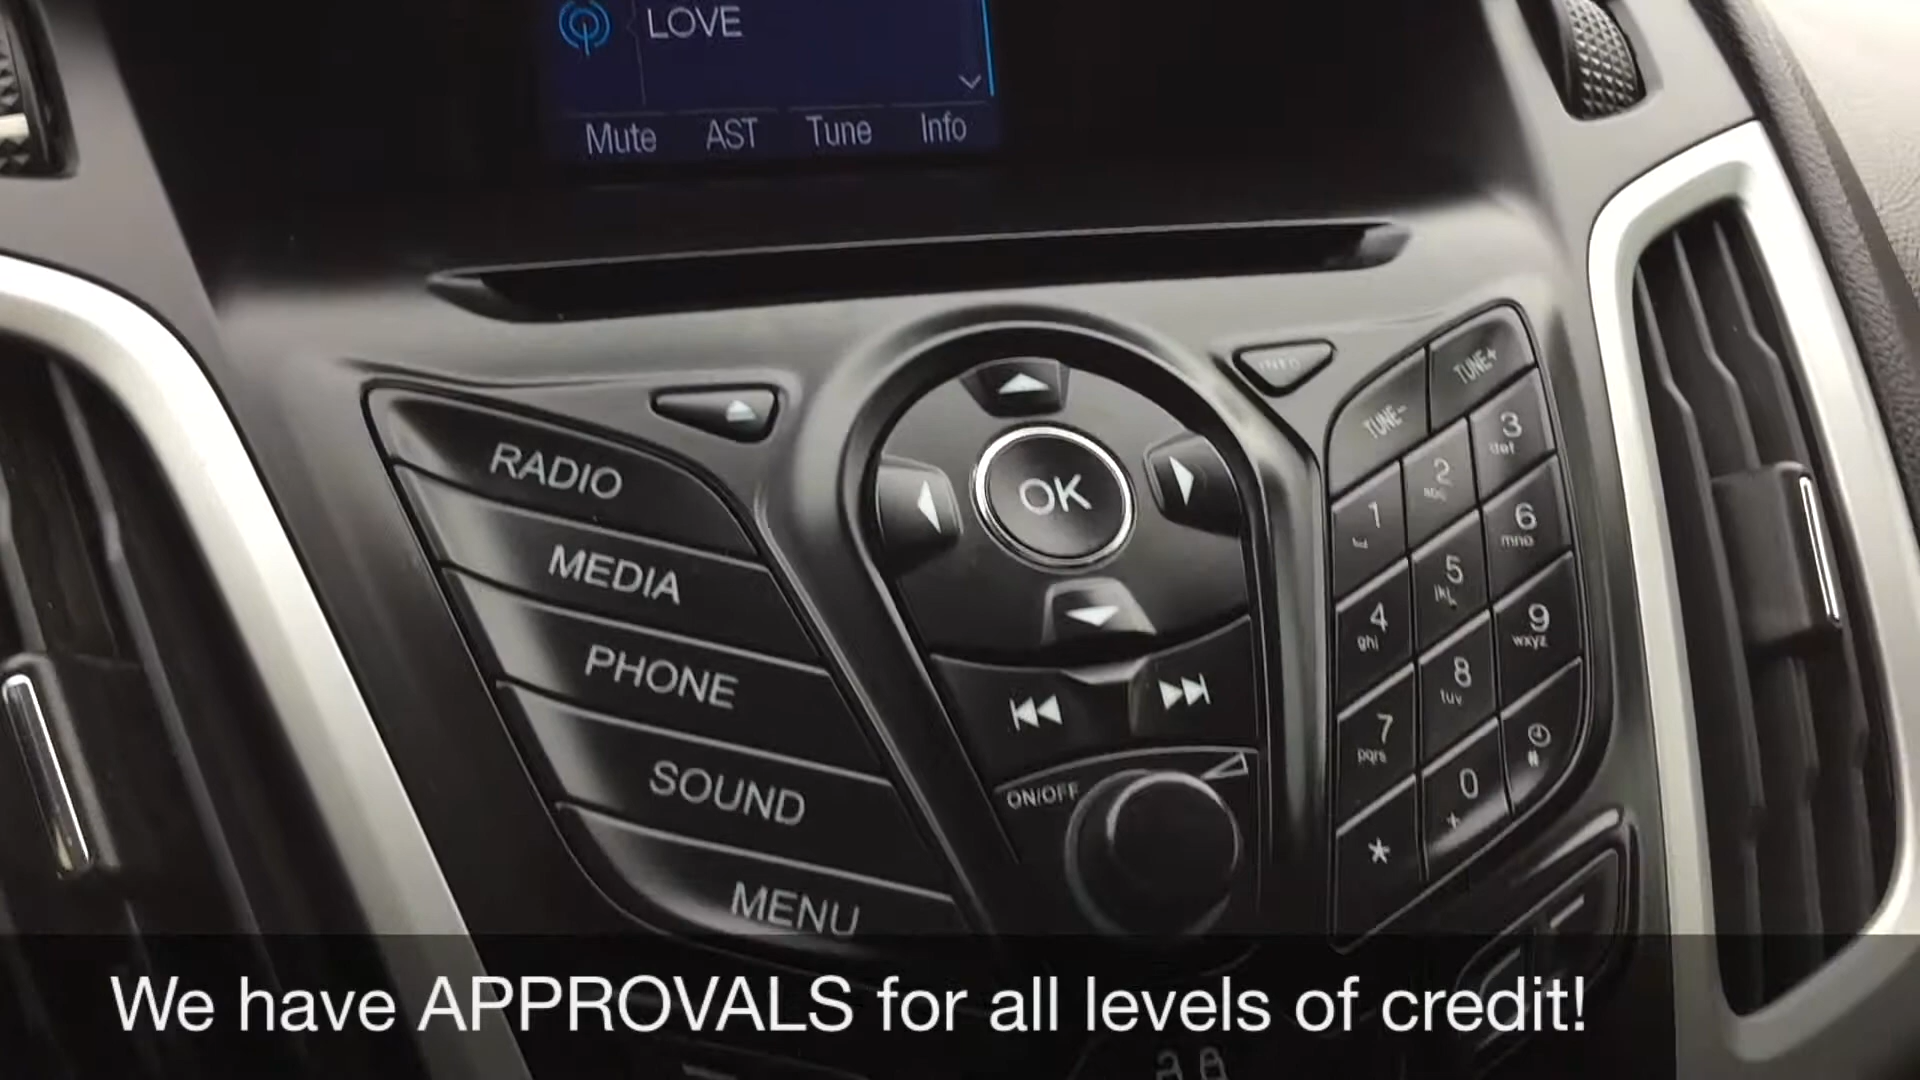 LOVE
Mute AST Tune Info
INFO
TUNE- TUNE+
RADIO
MEDIA
PHONE
SOUND
MENU
OK
ON/OFF
1 2 abc 3 def
4 ghi 5 jkl 6 mno
7 pqrs 8 tuv 9 wxyz
* 0 + #
We have APPROVALS for all levels of credit!